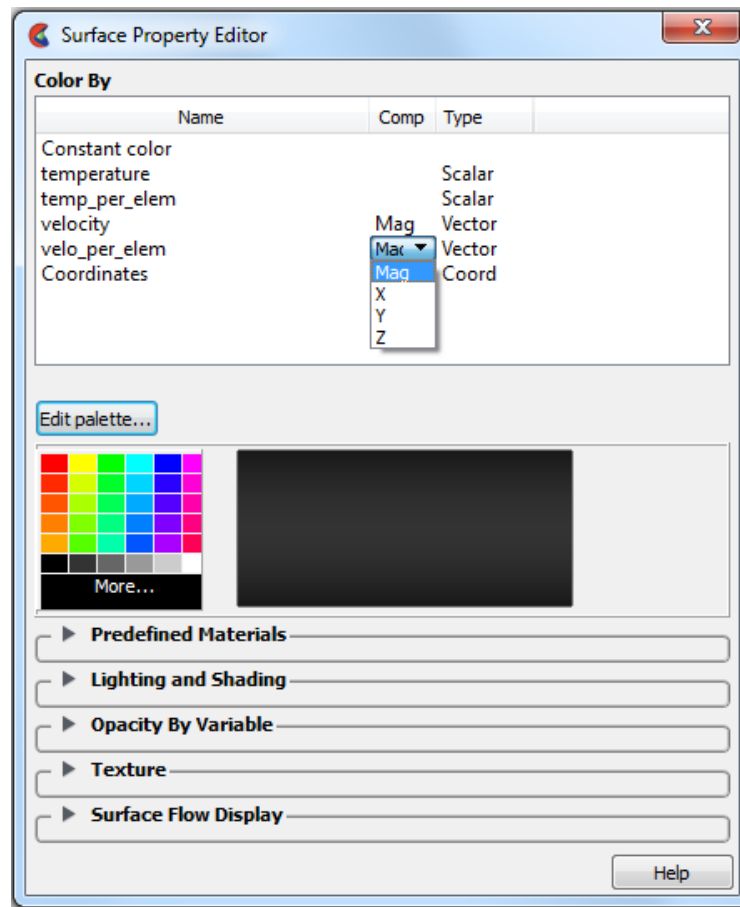 Surface Property Editor
Color By
Name Comp Type
Constant color
temperature Scalar
temp_per_elem Scalar
velocity Mag Vector
velo_per_elem Mac Vector
Coordinates Mag Coord
X
Y
Z
Edit palette...
More...
Predefined Materials
Lighting and Shading
Opacity By Variable
Texture
Surface Flow Display
Help